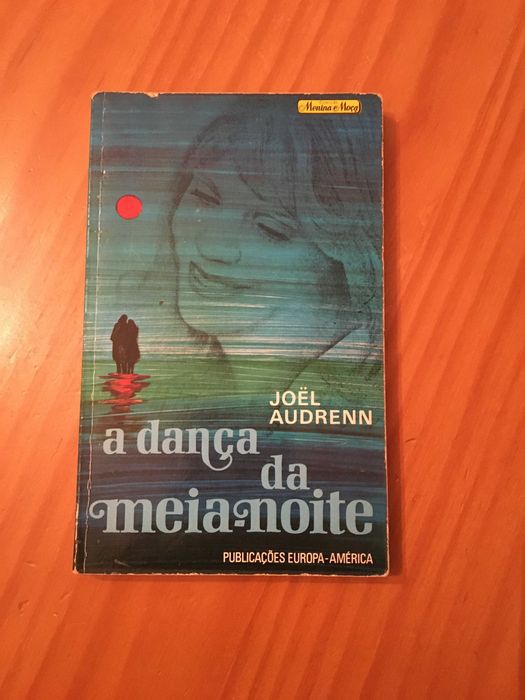 Menina e Moça
JOËL
AUDRENN
a dança
da
meia-noite
PUBLICAÇÕES EUROPA-AMÉRICA